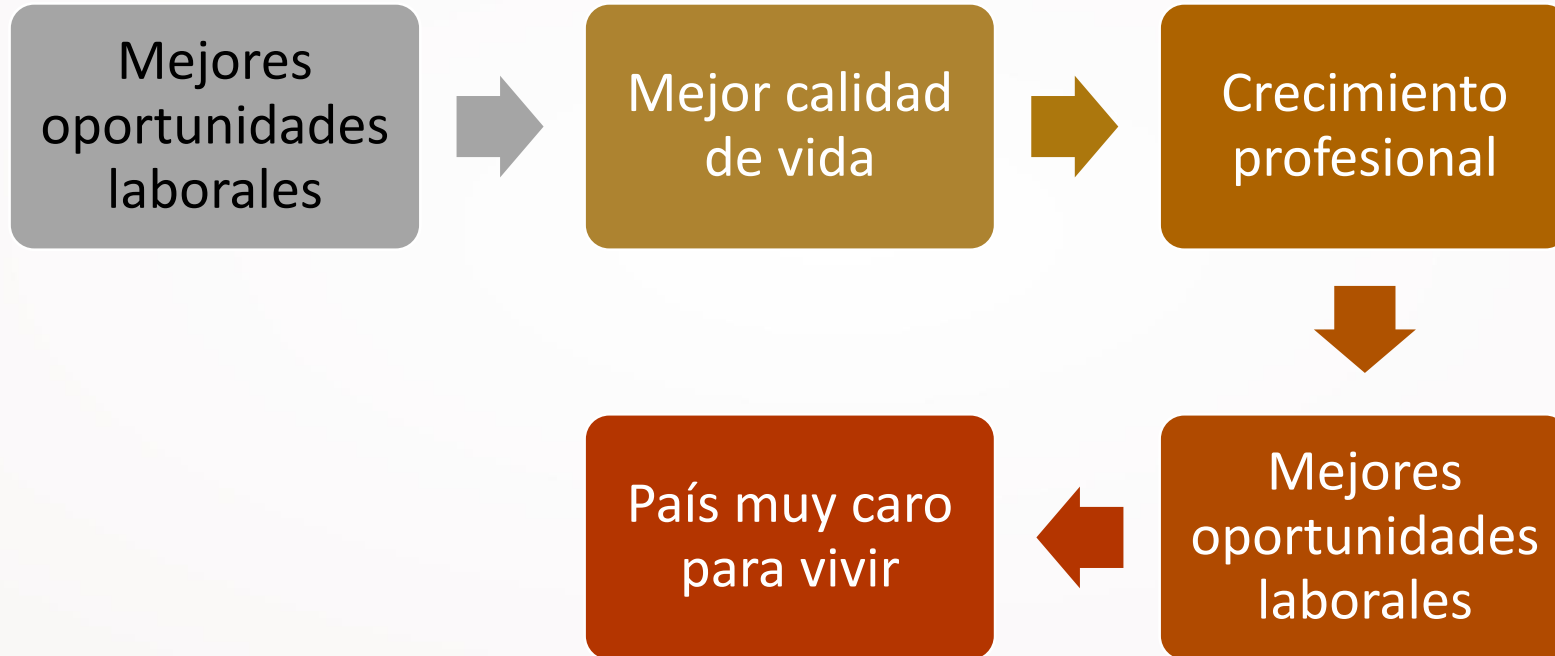 Mejores
oportunidades
laborales
Mejor calidad
de vida
Crecimiento
profesional
Mejores
oportunidades
laborales
País muy caro
para vivir